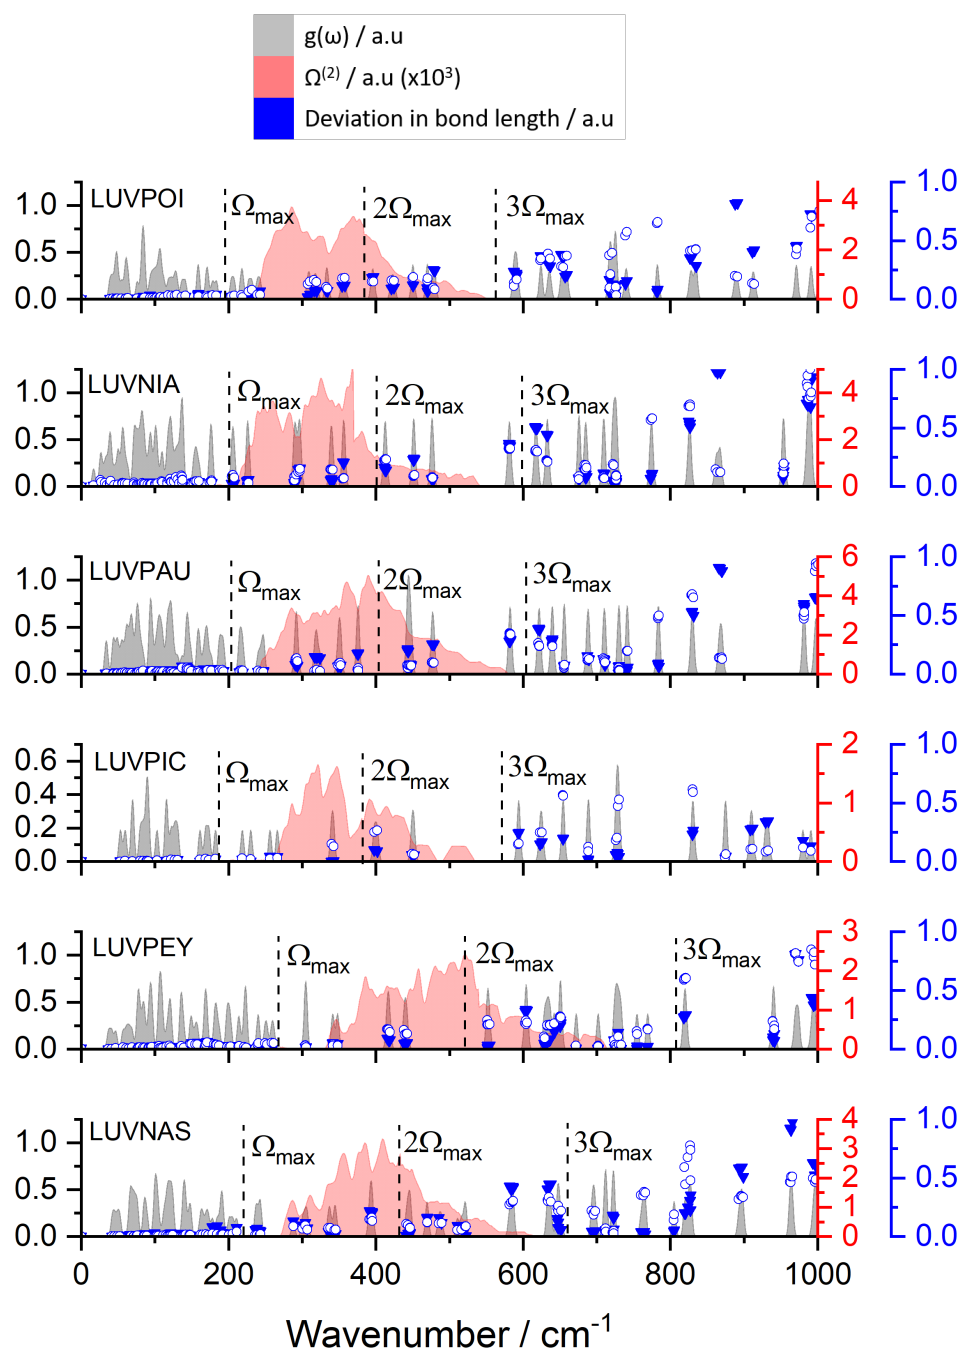 g(ω) / a.u
Ω(2) / a.u (x10³)
Deviation in bond length / a.u
LUVPOI
Ωmax
2Ωmax
3Ωmax
1.0
0.5
0.0
4
2
0
1.0
0.5
0.0
LUVNIA
Ωmax
2Ωmax
3Ωmax
1.0
0.5
0.0
4
2
0
1.0
0.5
0.0
LUVPAU
Ωmax
2Ωmax
3Ωmax
1.0
0.5
0.0
6
4
2
0
1.0
0.5
0.0
LUVPIC
Ωmax
2Ωmax
3Ωmax
0.6
0.4
0.2
0.0
2
1
0
1.0
0.5
0.0
LUVPEY
Ωmax
2Ωmax
3Ωmax
1.0
0.5
0.0
3
2
1
0
1.0
0.5
0.0
LUVNAS
Ωmax
2Ωmax
3Ωmax
1.0
0.5
0.0
4
3
2
1
0
1.0
0.5
0.0
0 200 400 600 800 1000
Wavenumber / cm⁻¹